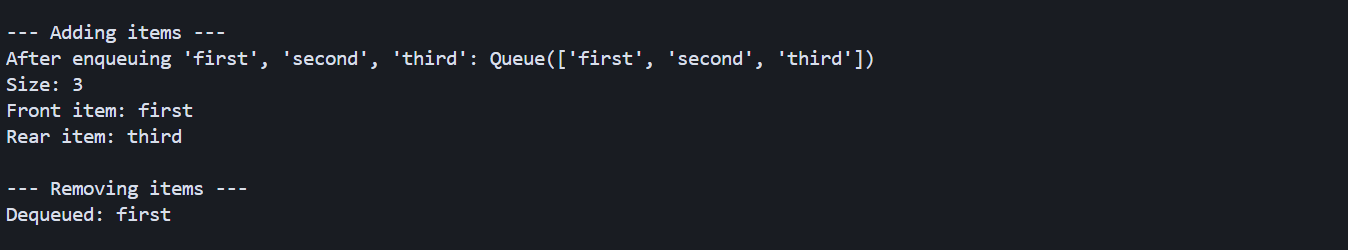 --- Adding items ---
After enqueuing 'first', 'second', 'third': Queue(['first', 'second', 'third'])
Size: 3
Front item: first
Rear item: third
--- Removing items ---
Dequeued: first